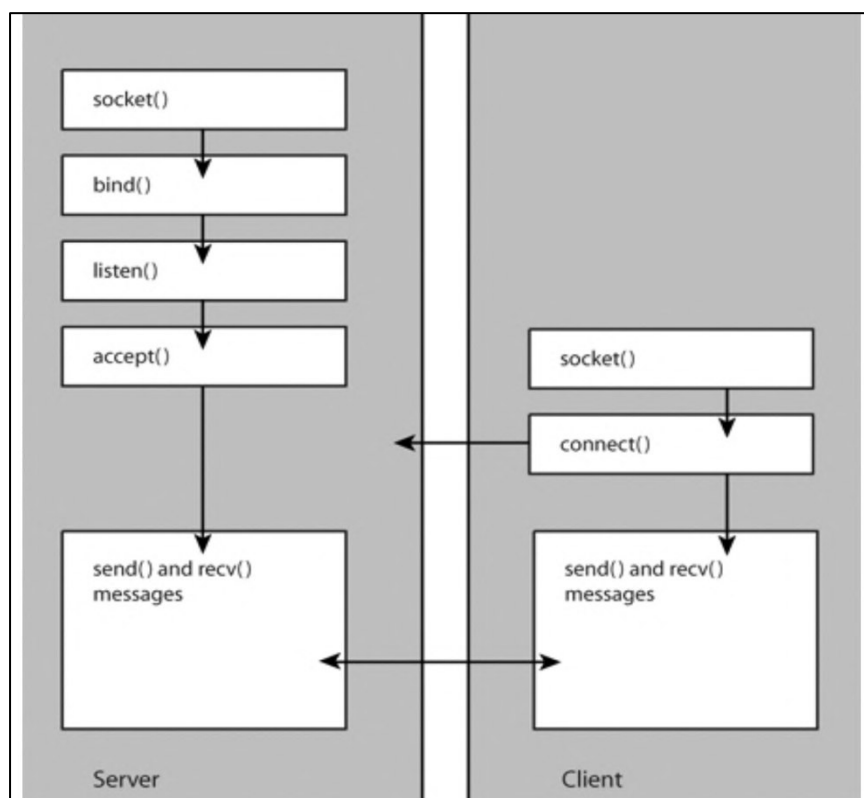 socket()
bind()
listen()
accept()
send() and recv()
messages
Server
socket()
connect()
send() and recv()
messages
Client